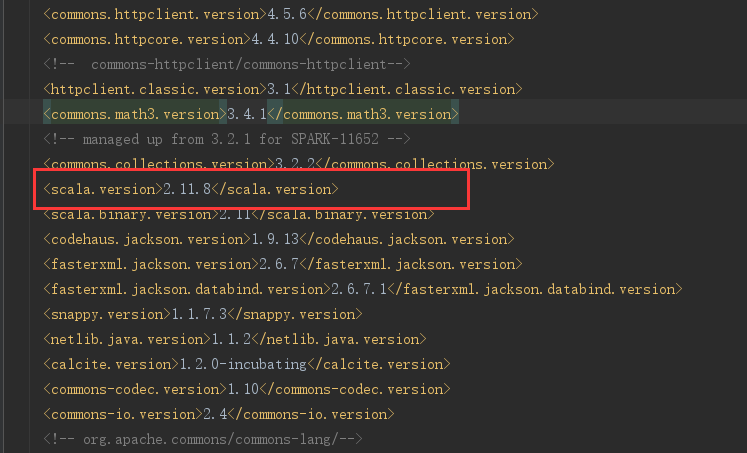 <commons.httpclient.version>4.5.6</commons.httpclient.version>
<commons.httpcore.version>4.4.10</commons.httpcore.version>
<!--  commons-httpclient/commons-httpclient-->
<httpclient.classic.version>3.1</httpclient.classic.version>
<commons.math3.version>3.4.1</commons.math3.version>
<!-- managed up from 3.2.1 for SPARK-11652 -->
<commons.collections.version>3.2.2</commons.collections.version>
<scala.version>2.11.8</scala.version>
<scala.binary.version>2.11</scala.binary.version>
<codehaus.jackson.version>1.9.13</codehaus.jackson.version>
<fasterxml.jackson.version>2.6.7</fasterxml.jackson.version>
<fasterxml.jackson.databind.version>2.6.7.1</fasterxml.jackson.databind.version>
<snappy.version>1.1.7.3</snappy.version>
<netlib.java.version>1.1.2</netlib.java.version>
<calcite.version>1.2.0-incubating</calcite.version>
<commons-codec.version>1.10</commons-codec.version>
<commons-io.version>2.4</commons-io.version>
<!-- org.apache.commons/commons-lang/-->